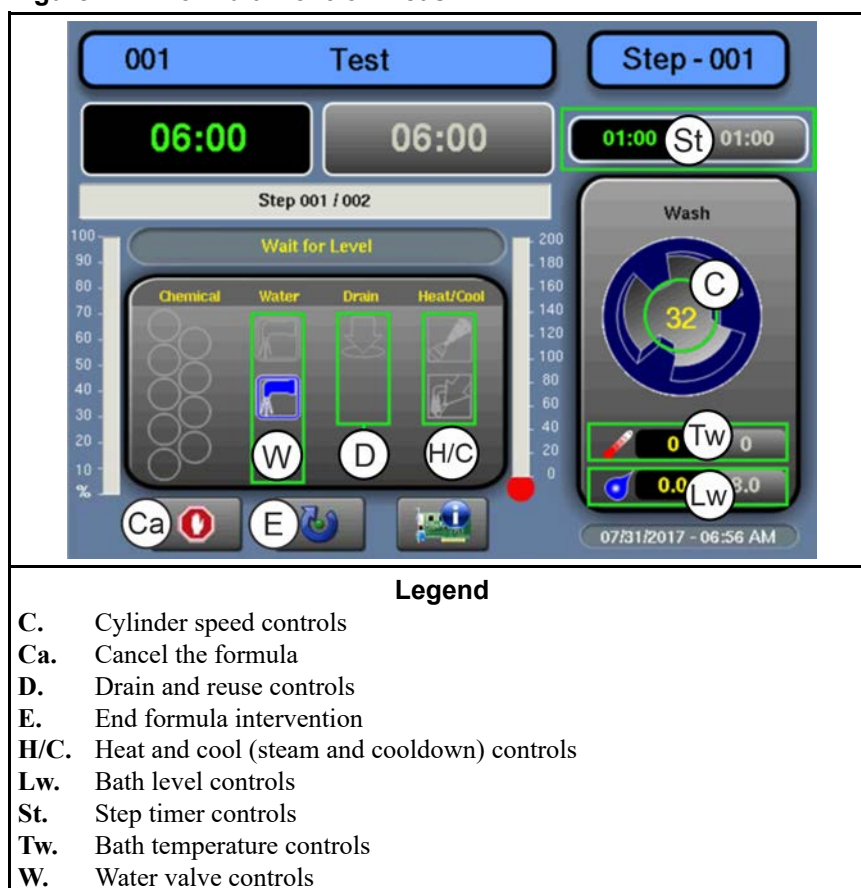 001 Test
Step - 001
06:00 06:00
01:00 St 01:00
Step 001 / 002
Wash
Wait for Level
100
90
80
70
60
50
40
30
20
10
%
Chemical Water Drain Heat/Cool
200
180
160
140
120
100
80
60
40
20
0
C
32
W D H/C
0 Tw 0
0.0 Lw 8.0
Ca E
07/31/2017 - 06:56 AM
Legend
C. Cylinder speed controls
Ca. Cancel the formula
D. Drain and reuse controls
E. End formula intervention
H/C. Heat and cool (steam and cooldown) controls
Lw. Bath level controls
St. Step timer controls
Tw. Bath temperature controls
W. Water valve controls